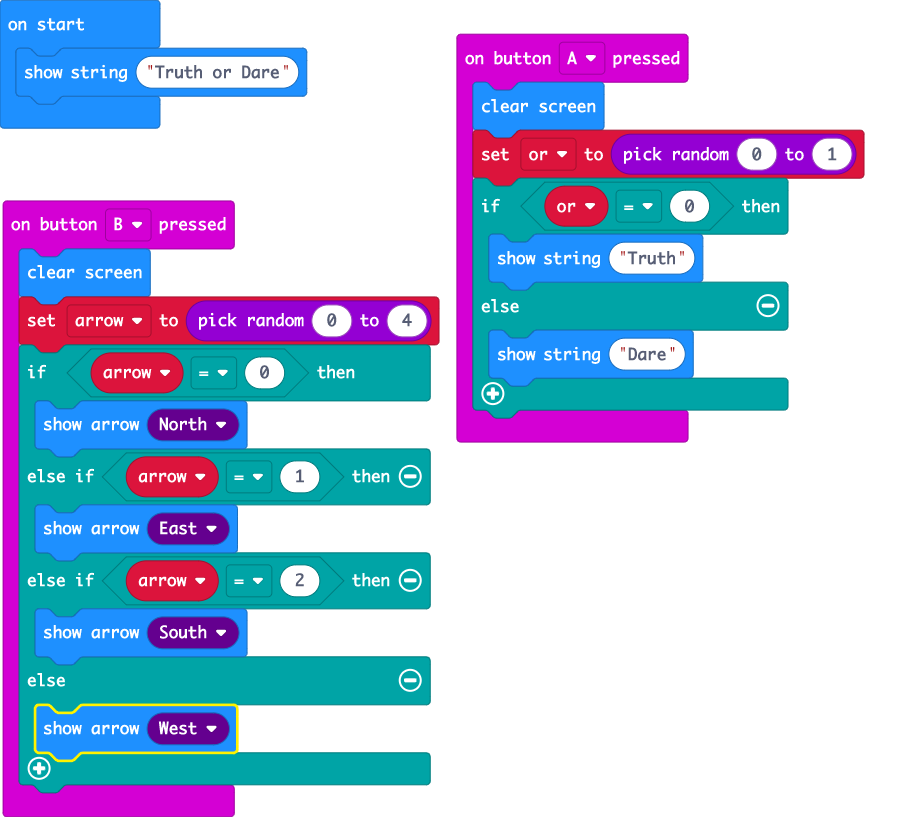 on start
show string "Truth or Dare"
on button B pressed
clear screen
set arrow to pick random 0 to 4
if arrow = 0 then
show arrow North
else if arrow = 1 then
show arrow East
else if arrow = 2 then
show arrow South
else
show arrow West
on button A pressed
clear screen
set or to pick random 0 to 1
if or = 0 then
show string "Truth"
else
show string "Dare"